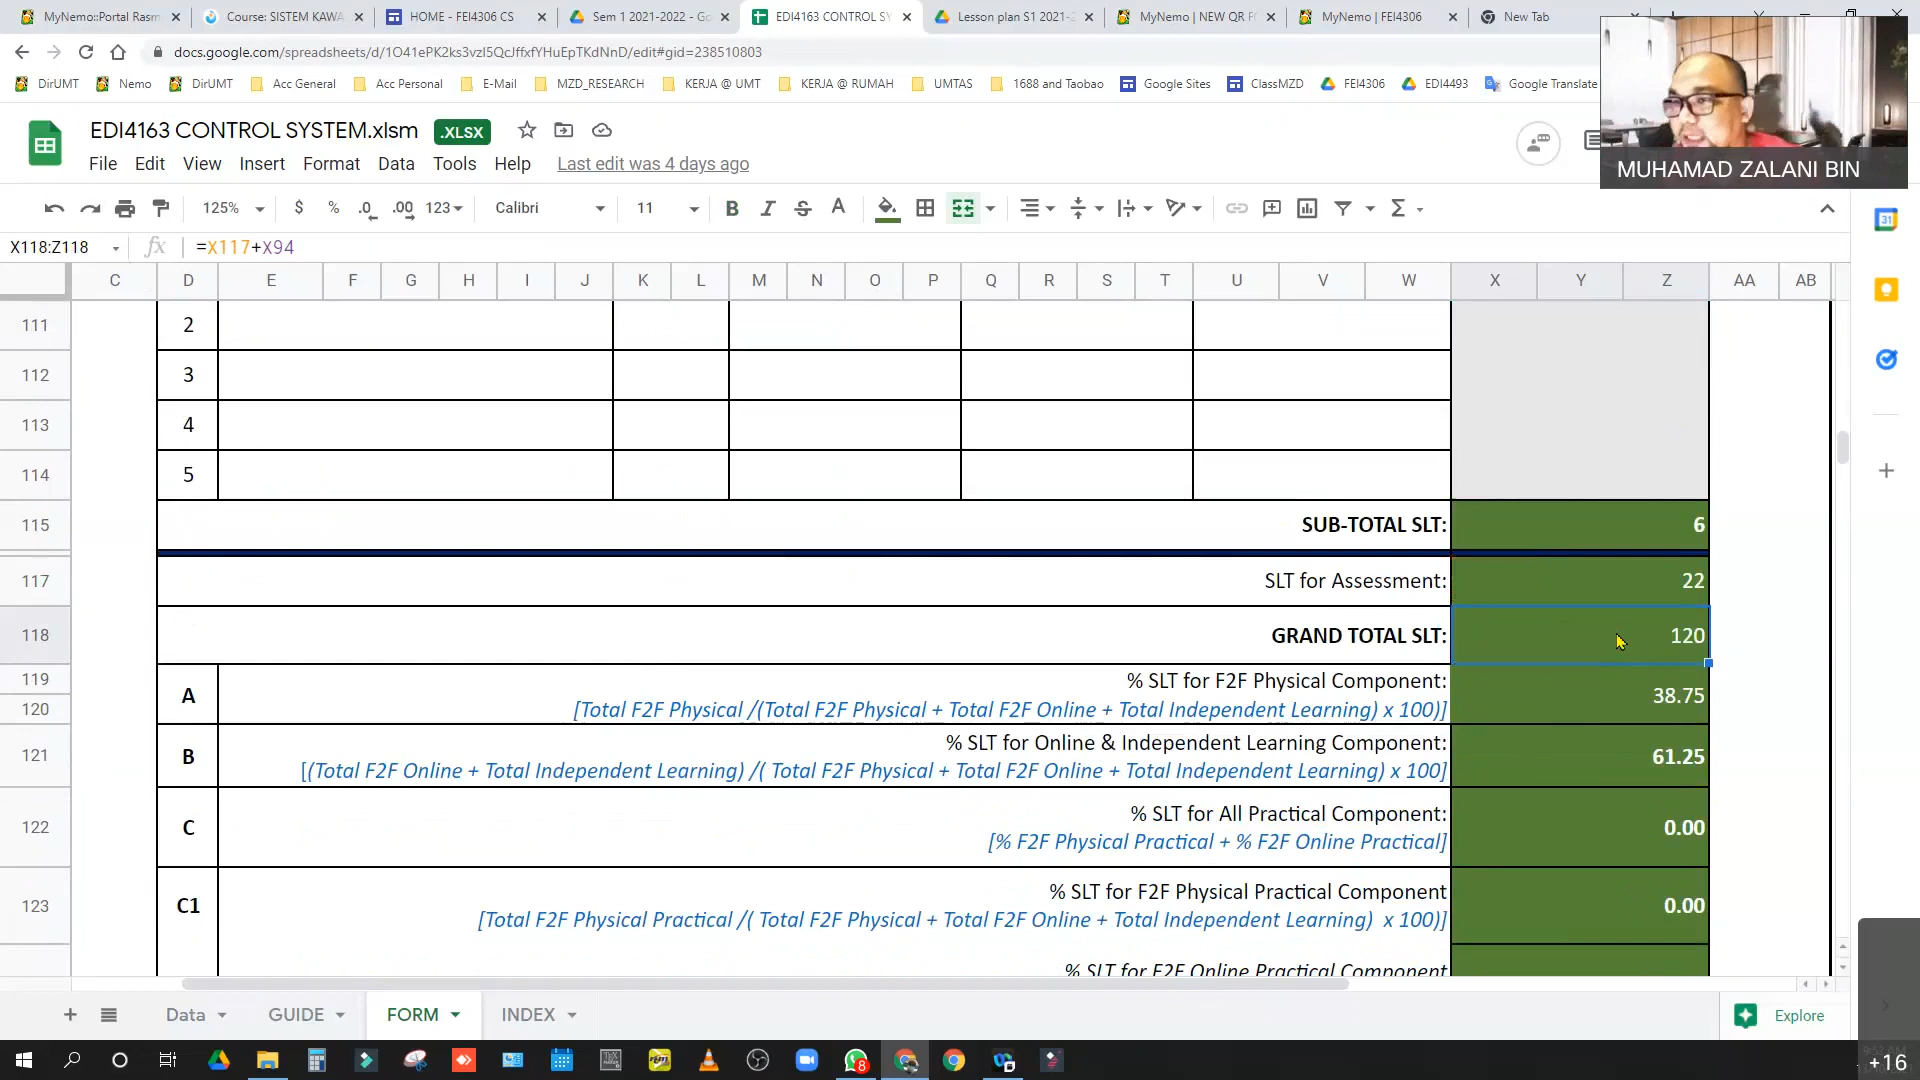 MyNemo::Portal Rasm
Course: SISTEM KAWA
HOME - FEI4306 CS
Sem 1 2021-2022 - Go
EDI4163 CONTROL SY
Lesson plan S1 2021-2
MyNemo | NEW QR F
MyNemo | FEI4306
New Tab
docs.google.com/spreadsheets/d/1O41ePK2ks3vzI5QcJffxfYHuEpTKdNnD/edit#gid=238510803
DirUMT
Nemo
DirUMT
Acc General
Acc Personal
E-Mail
MZD_RESEARCH
KERJA @ UMT
KERJA @ RUMAH
UMTAS
1688 and Taobao
Google Sites
ClassMZD
FEI4306
EDI4493
Google Translate
EDI4163 CONTROL SYSTEM.xlsm .XLSX
File Edit View Insert Format Data Tools Help Last edit was 4 days ago
MUHAMAD ZALANI BIN
125% $ % .0 .00 123 Calibri 11 B I S A Σ
X118:Z118 fx =X117+X94
C D E F G H I J K L M N O P Q R S T U V W X Y Z AA AB
111 2
112 3
113 4
114 5
115 SUB-TOTAL SLT: 6
117 SLT for Assessment: 22
118 GRAND TOTAL SLT: 120
119 % SLT for F2F Physical Component:
A 38.75
120 [Total F2F Physical /(Total F2F Physical + Total F2F Online + Total Independent Learning) x 100)]
% SLT for Online & Independent Learning Component:
121 B 61.25
[(Total F2F Online + Total Independent Learning) /( Total F2F Physical + Total F2F Online + Total Independent Learning) x 100]
% SLT for All Practical Component:
122 C 0.00
[% F2F Physical Practical + % F2F Online Practical]
% SLT for F2F Physical Practical Component
123 C1 0.00
[Total F2F Physical Practical /( Total F2F Physical + Total F2F Online + Total Independent Learning) x 100)]
% SLT for F2F Online Practical Component
+ Data GUIDE FORM INDEX Explore
8
+16